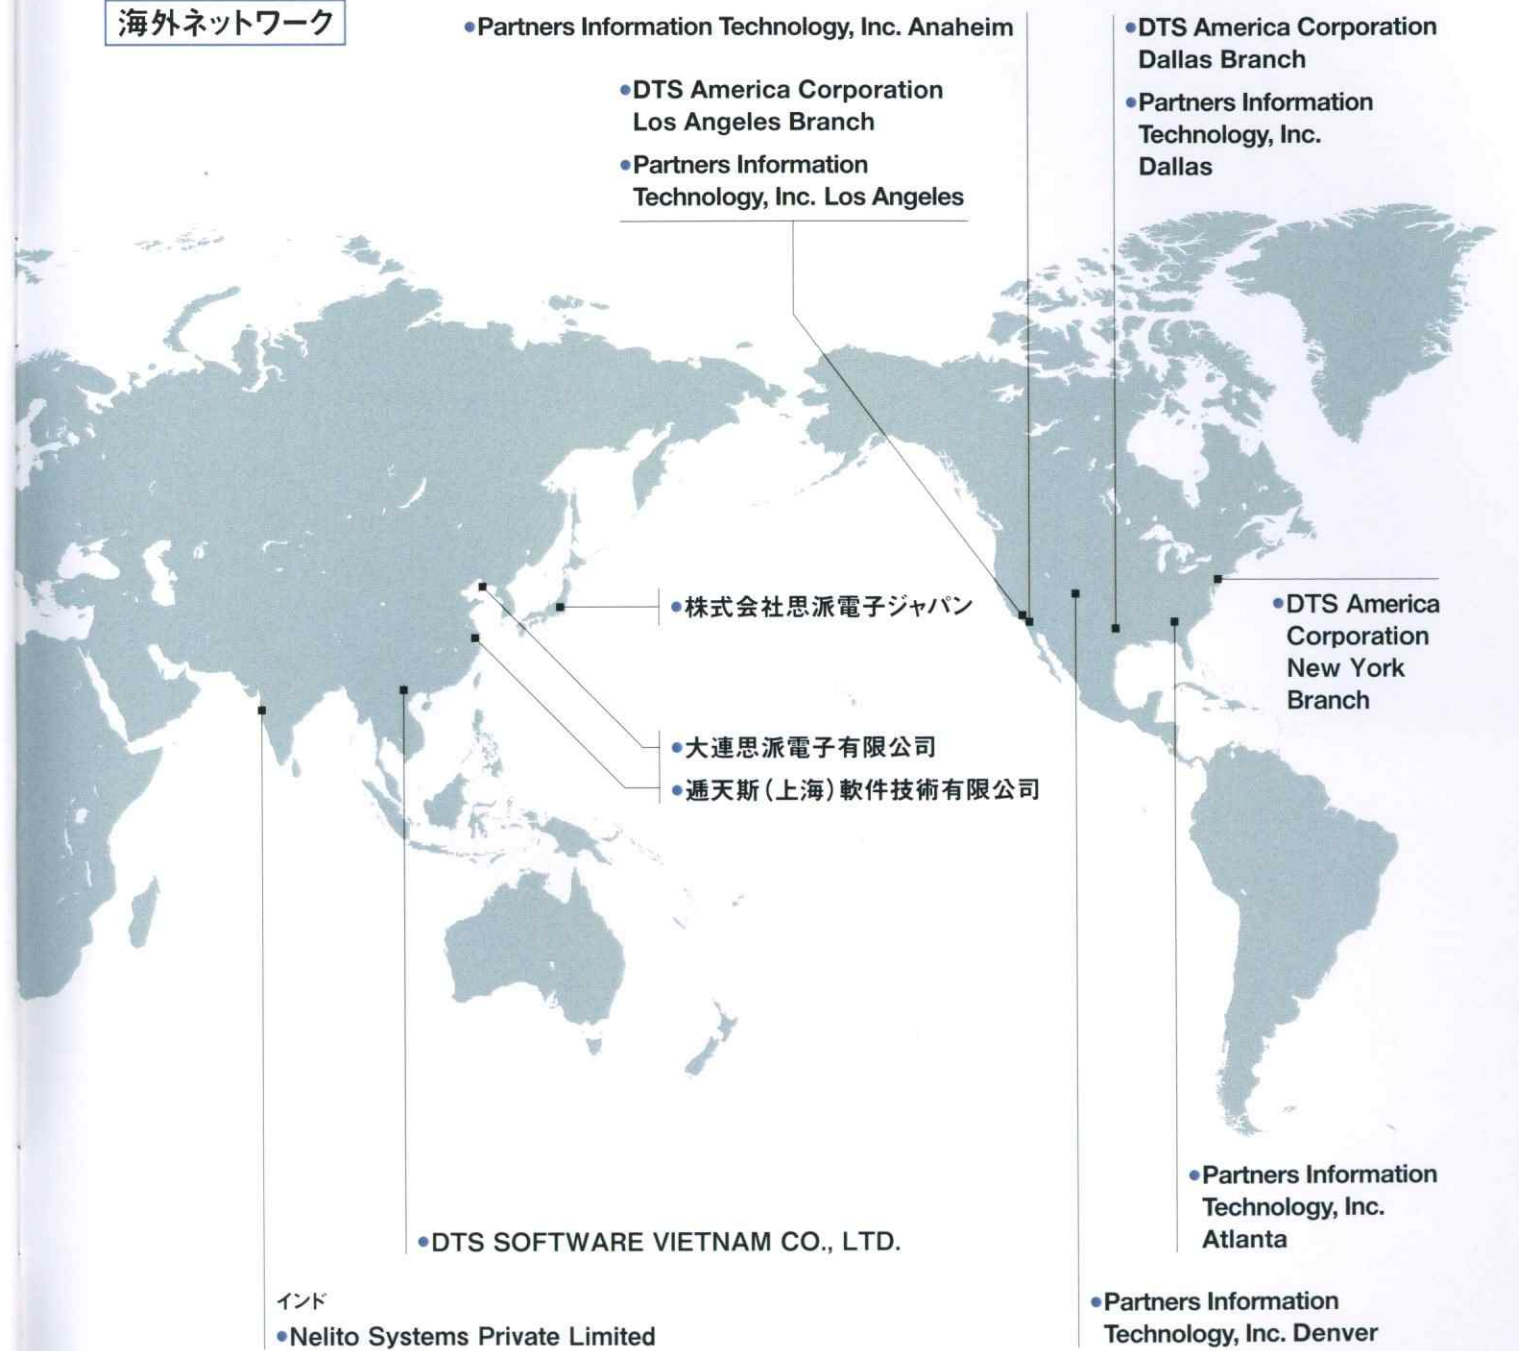 海外ネットワーク
•Partners Information Technology, Inc. Anaheim
•DTS America Corporation
Los Angeles Branch
•Partners Information
Technology, Inc. Los Angeles
•DTS America Corporation
Dallas Branch
•Partners Information
Technology, Inc.
Dallas
•株式会社思派電子ジャパン
•DTS America
Corporation
New York
Branch
•大連思派電子有限公司
•逓天斯（上海）軟件技術有限公司
•Partners Information
Technology, Inc.
Atlanta
•DTS SOFTWARE VIETNAM CO., LTD.
インド
•Nelito Systems Private Limited
•Partners Information
Technology, Inc. Denver